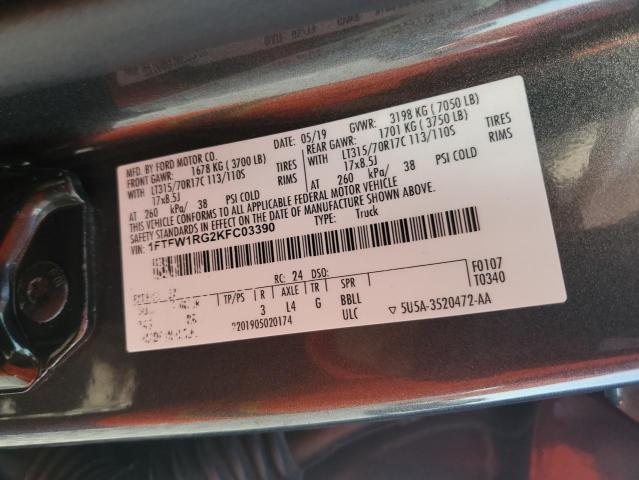 MFD. BY FORD MOTOR CO.
DATE: 05/19 GVWR: 3198 KG ( 7050 LB)
FRONT GAWR: 1678 KG ( 3700 LB) REAR GAWR: 1701 KG ( 3750 LB)
WITH LT315/70R17C 113/110S TIRES WITH LT315/70R17C 113/110S TIRES
17x8.5J RIMS 17x8.5J RIMS
AT 260 kPa/ 38 PSI COLD AT 260 kPa/ 38 PSI COLD
THIS VEHICLE CONFORMS TO ALL APPLICABLE FEDERAL MOTOR VEHICLE
SAFETY STANDARDS IN EFFECT ON THE DATE OF MANUFACTURE SHOWN ABOVE.
VIN: 1FTFW1RG2KFC03390 TYPE: Truck
RC: 24 DSO: F0107
TP/PS R AXLE TR SPR T0340
3 L4 G BBLL
201905020174 ULC ▽ 5U5A-3520472-AA